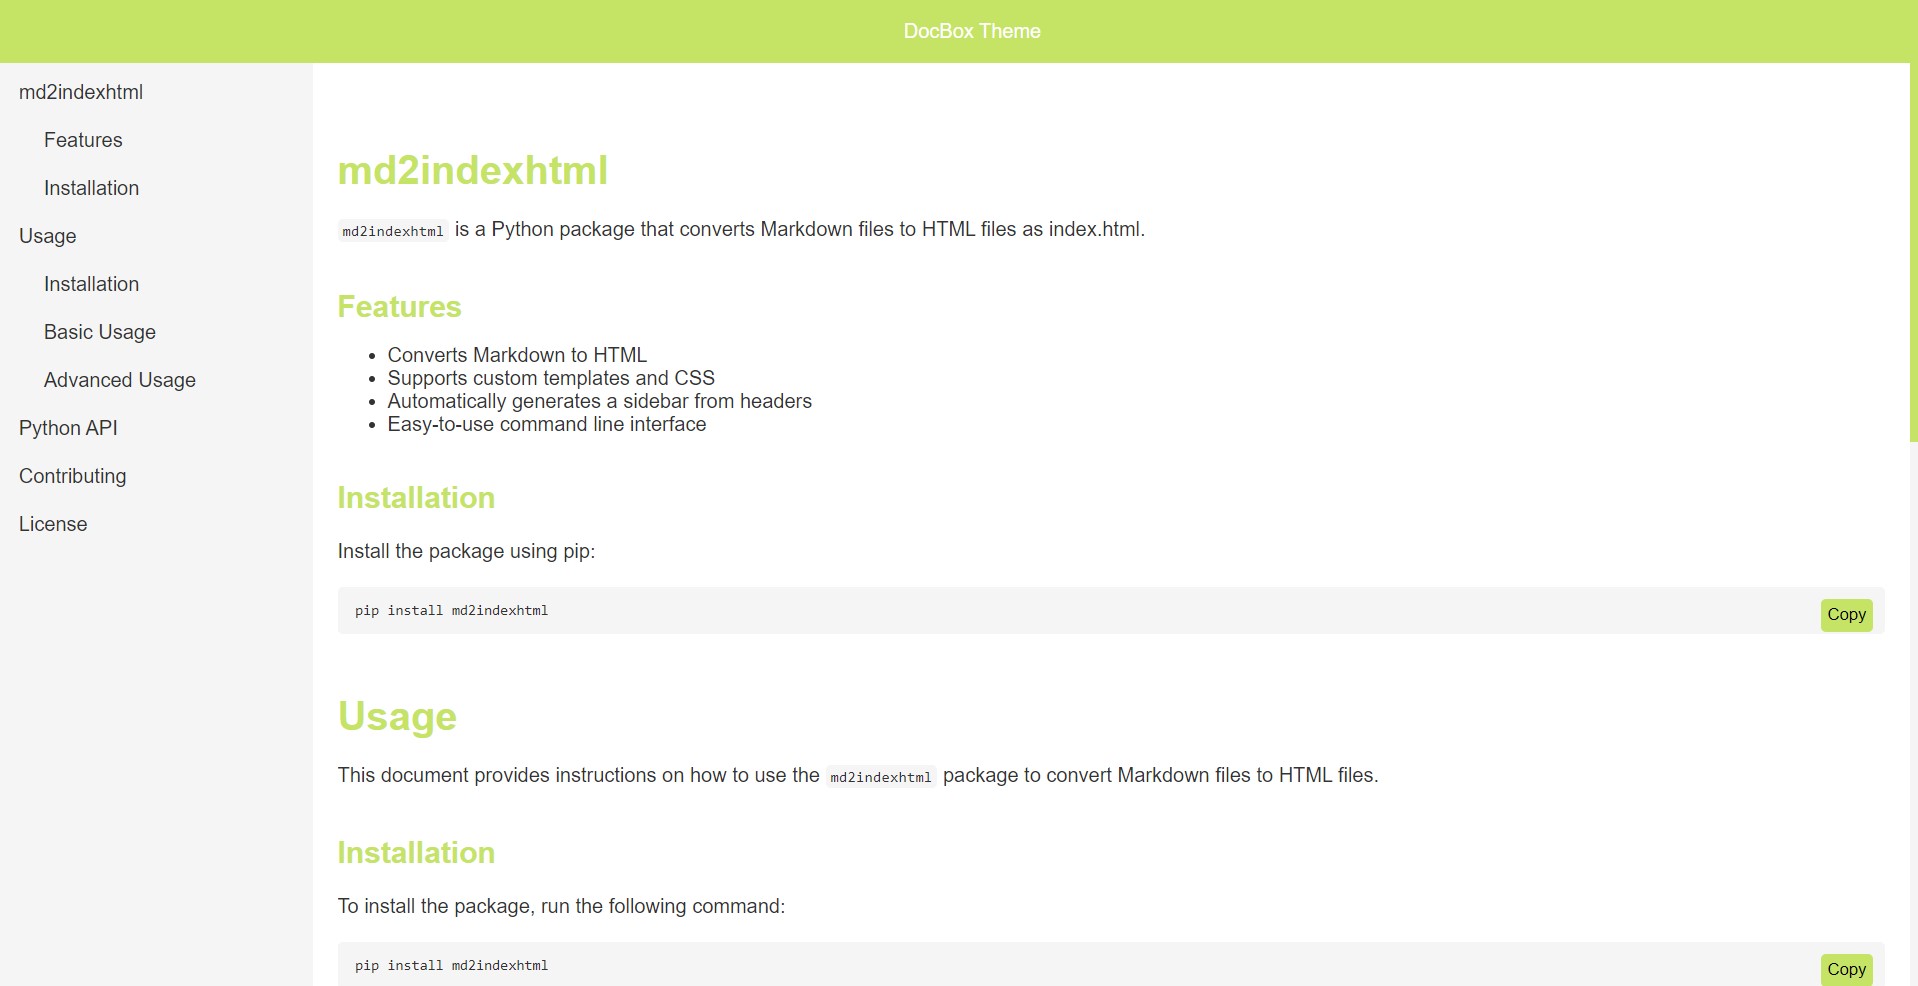 DocBox Theme
md2indexhtml
Features
Installation
Usage
Installation
Basic Usage
Advanced Usage
Python API
Contributing
License
md2indexhtml
md2indexhtml is a Python package that converts Markdown files to HTML files as index.html.
Features
• Converts Markdown to HTML
• Supports custom templates and CSS
• Automatically generates a sidebar from headers
• Easy-to-use command line interface
Installation
Install the package using pip:
pip install md2indexhtml
Copy
Usage
This document provides instructions on how to use the md2indexhtml package to convert Markdown files to HTML files.
Installation
To install the package, run the following command:
pip install md2indexhtml
Copy